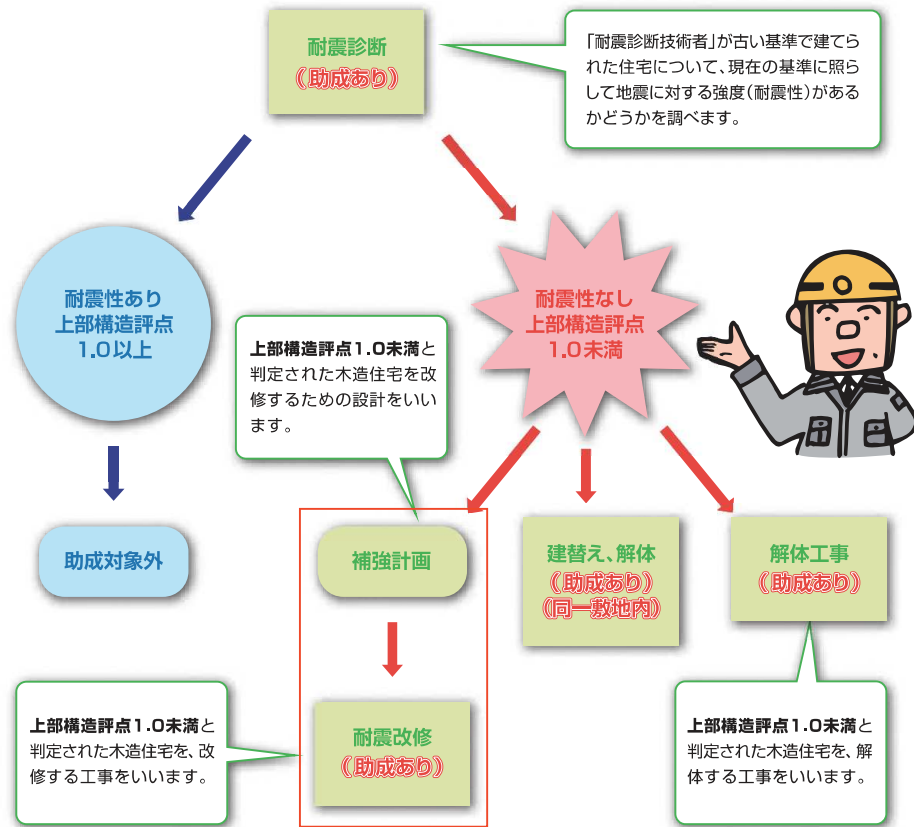 耐震診断
(助成あり)
「耐震診断技術者」が古い基準で建てら
れた住宅について、現在の基準に照ら
して地震に対する強度(耐震性)がある
かどうかを調べます。
耐震性あり
上部構造評点
1.0以上
耐震性なし
上部構造評点
1.0未満
上部構造評点1.0未満と
判定された木造住宅を改
修するための設計をいい
ます。
助成対象外
補強計画
建替え、解体
(助成あり)
(同一敷地内)
解体工事
(助成あり)
上部構造評点1.0未満と
判定された木造住宅を、改
修する工事をいいます。
耐震改修
(助成あり)
上部構造評点1.0未満と
判定された木造住宅を、解
体する工事をいいます。